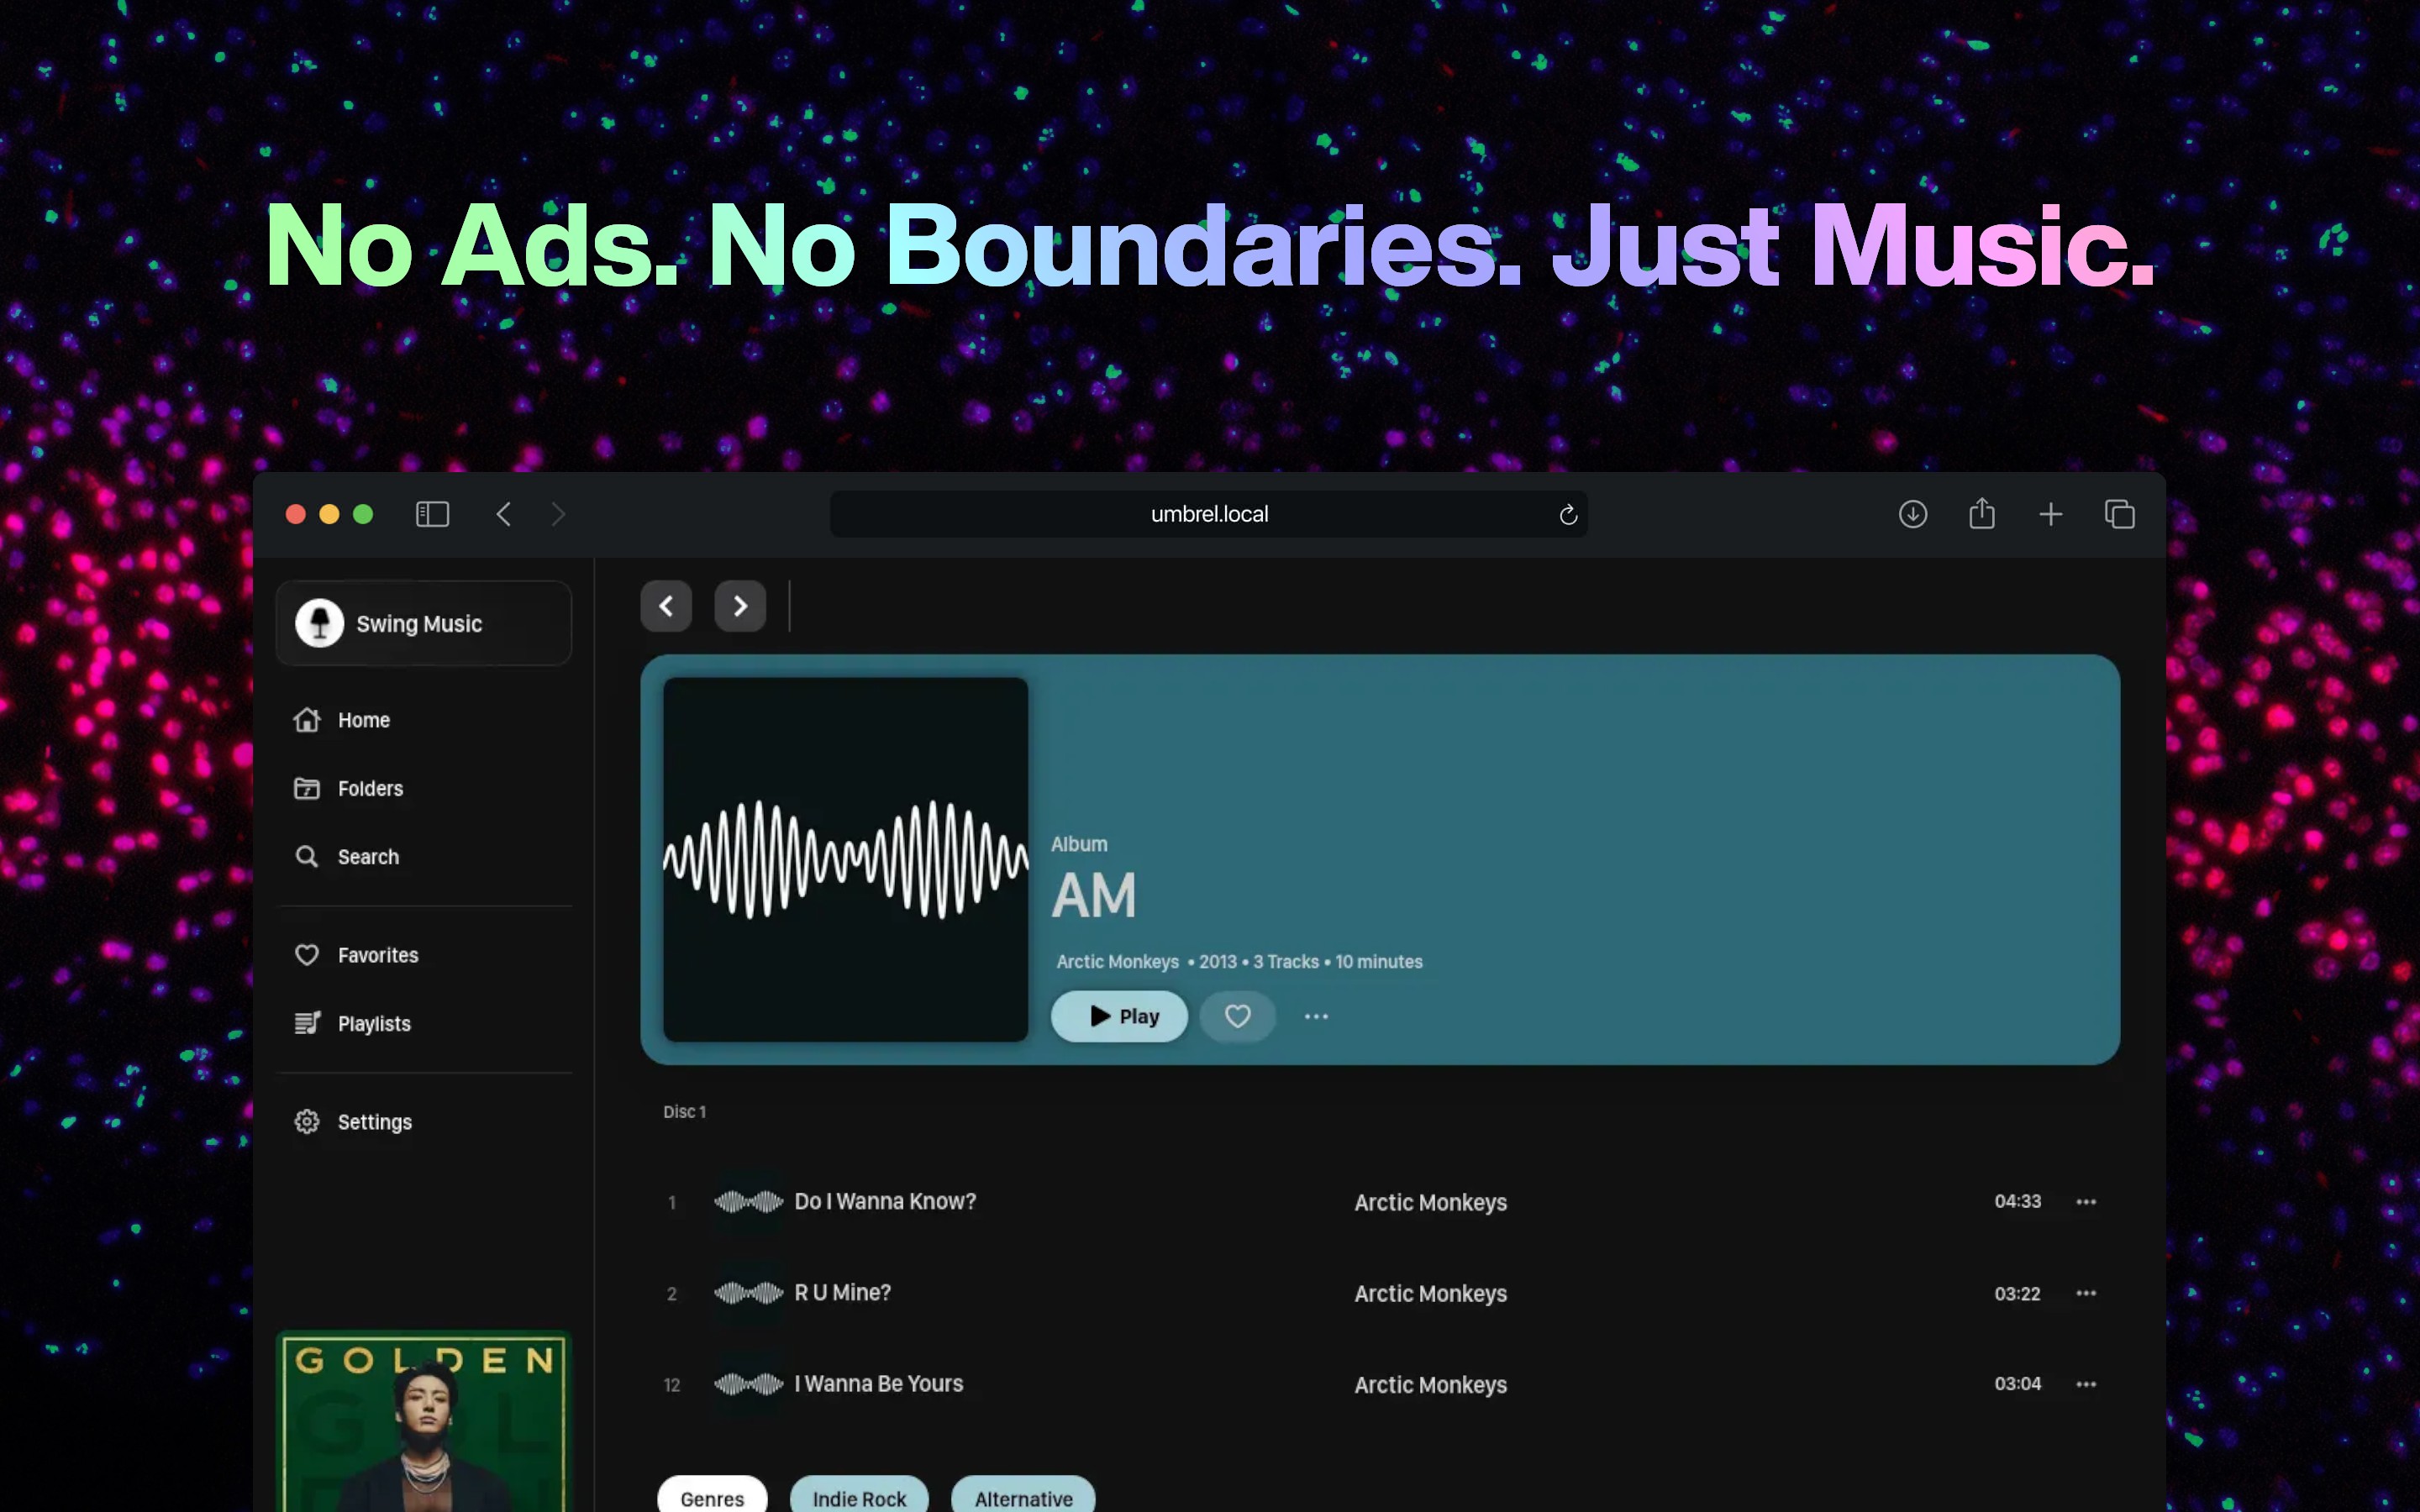 No Ads. No Boundaries. Just Music.
umbrel.local
Swing Music
Home
Folders
Search
Favorites
Playlists
Settings
GOLDEN
Album
AM
Arctic Monkeys • 2013 • 3 Tracks • 10 minutes
Play
Disc 1
1 Do I Wanna Know? Arctic Monkeys 04:33
2 R U Mine? Arctic Monkeys 03:22
12 I Wanna Be Yours Arctic Monkeys 03:04
Genres Indie Rock Alternative